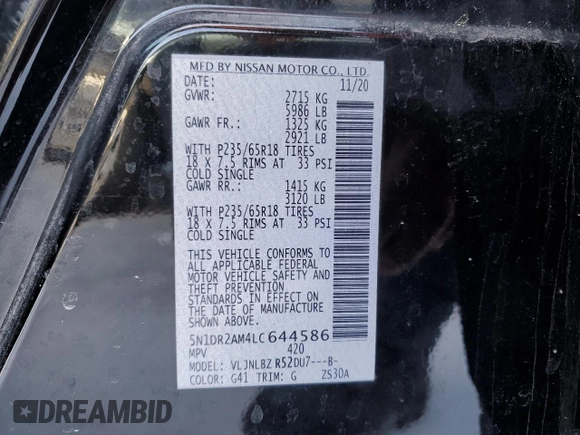 MFD BY NISSAN MOTOR CO., LTD.
DATE: 11/20
GVWR: 2715 KG
5986 LB
GAWR FR.: 1325 KG
2921 LB
WITH P235/65R18 TIRES
18 X 7.5 RIMS AT 33 PSI
COLD SINGLE
GAWR RR.: 1415 KG
3120 LB
WITH P235/65R18 TIRES
18 X 7.5 RIMS AT 33 PSI
COLD SINGLE
THIS VEHICLE CONFORMS TO
ALL APPLICABLE FEDERAL
MOTOR VEHICLE SAFETY AND
THEFT PREVENTION
STANDARDS IN EFFECT ON
THE DATE OF MANUFACTURE
SHOWN ABOVE.
5N1DR2AM4LC644586
MPV 420
MODEL: VLJNLBZ R52DU7---B-
COLOR: G41 TRIM: G ZS30A
DREAMBID